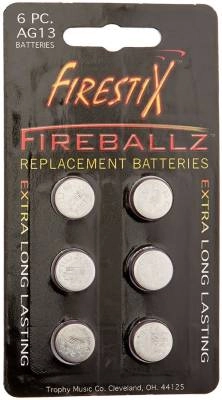 6 PC.
AG13
BATTERIES
FIRESTIX
FIREBALLZ
REPLACEMENT BATTERIES
EXTRA LONG LASTING
EXTRA LONG LASTING
Trophy Music Co. Cleveland, OH. 44125